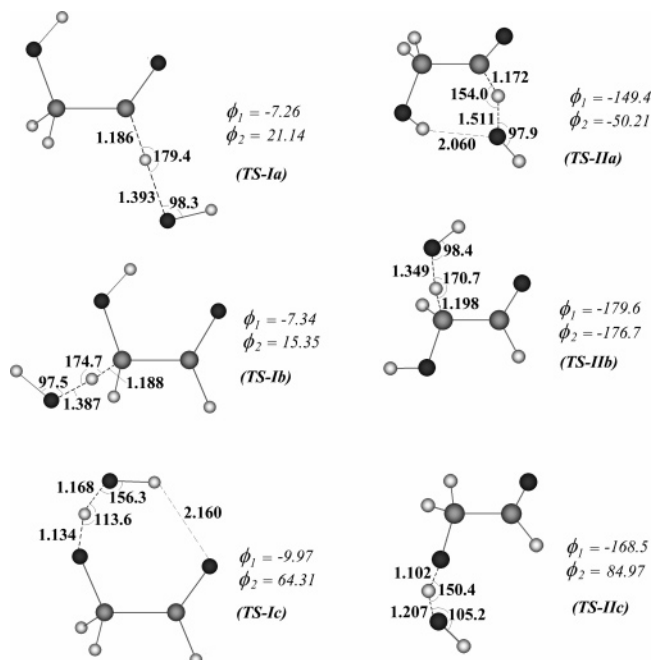 1.186
179.4
1.393
98.3
ϕ1 = -7.26
ϕ2 = 21.14
(TS-Ia)
1.172
154.0
1.511
97.9
2.060
ϕ1 = -149.4
ϕ2 = -50.21
(TS-IIa)
174.7
97.5
1.387
1.188
ϕ1 = -7.34
ϕ2 = 15.35
(TS-Ib)
98.4
1.349
170.7
1.198
ϕ1 = -179.6
ϕ2 = -176.7
(TS-IIb)
1.168
156.3
113.6
1.134
2.160
ϕ1 = -9.97
ϕ2 = 64.31
(TS-Ic)
1.102
150.4
1.207
105.2
ϕ1 = -168.5
ϕ2 = 84.97
(TS-IIc)